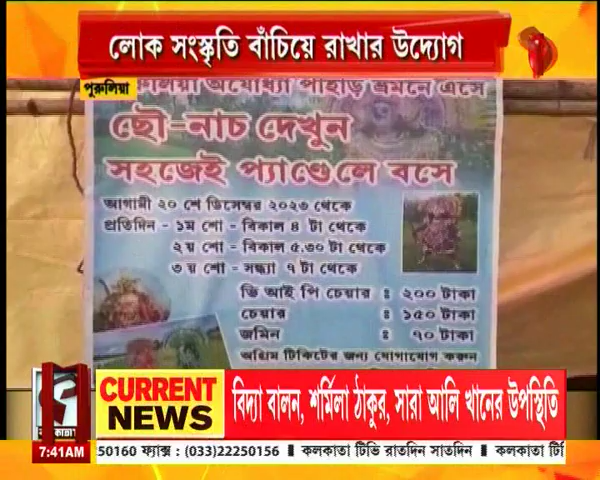 লোক সংস্কৃতি বাঁচিয়ে রাখার উদ্যোগ
পুরুলিয়া
অযোধ্যা পাহাড় ভ্রমনে এসে
ছৌ-নাচ দেখুন
সহজেই প্যাণ্ডেলে বসে
আগামী ২০ শে ডিসেম্বর ২০২৩ থেকে
প্রতিদিন - ১ম শো - বিকাল ৪ টা থেকে
২য় শো - বিকাল ৫.৩০ টা থেকে
৩য় শো - সন্ধ্যা ৭ টা থেকে
ভি আই পি চেয়ার : ২০০ টাকা
চেয়ার : ১৫০ টাকা
জমিন : ৭০ টাকা
অগ্রিম টিকিটের জন্য যোগাযোগ করুন
CURRENT NEWS
বিদ্যা বালন, শর্মিলা ঠাকুর, সারা আলি খানের উপস্থিতি
7:41AM
50160 ফ্যাক্স : (033)22250156 ॥ কলকাতা টিভি রাতদিন সাতদিন ॥ কলকাতা টি